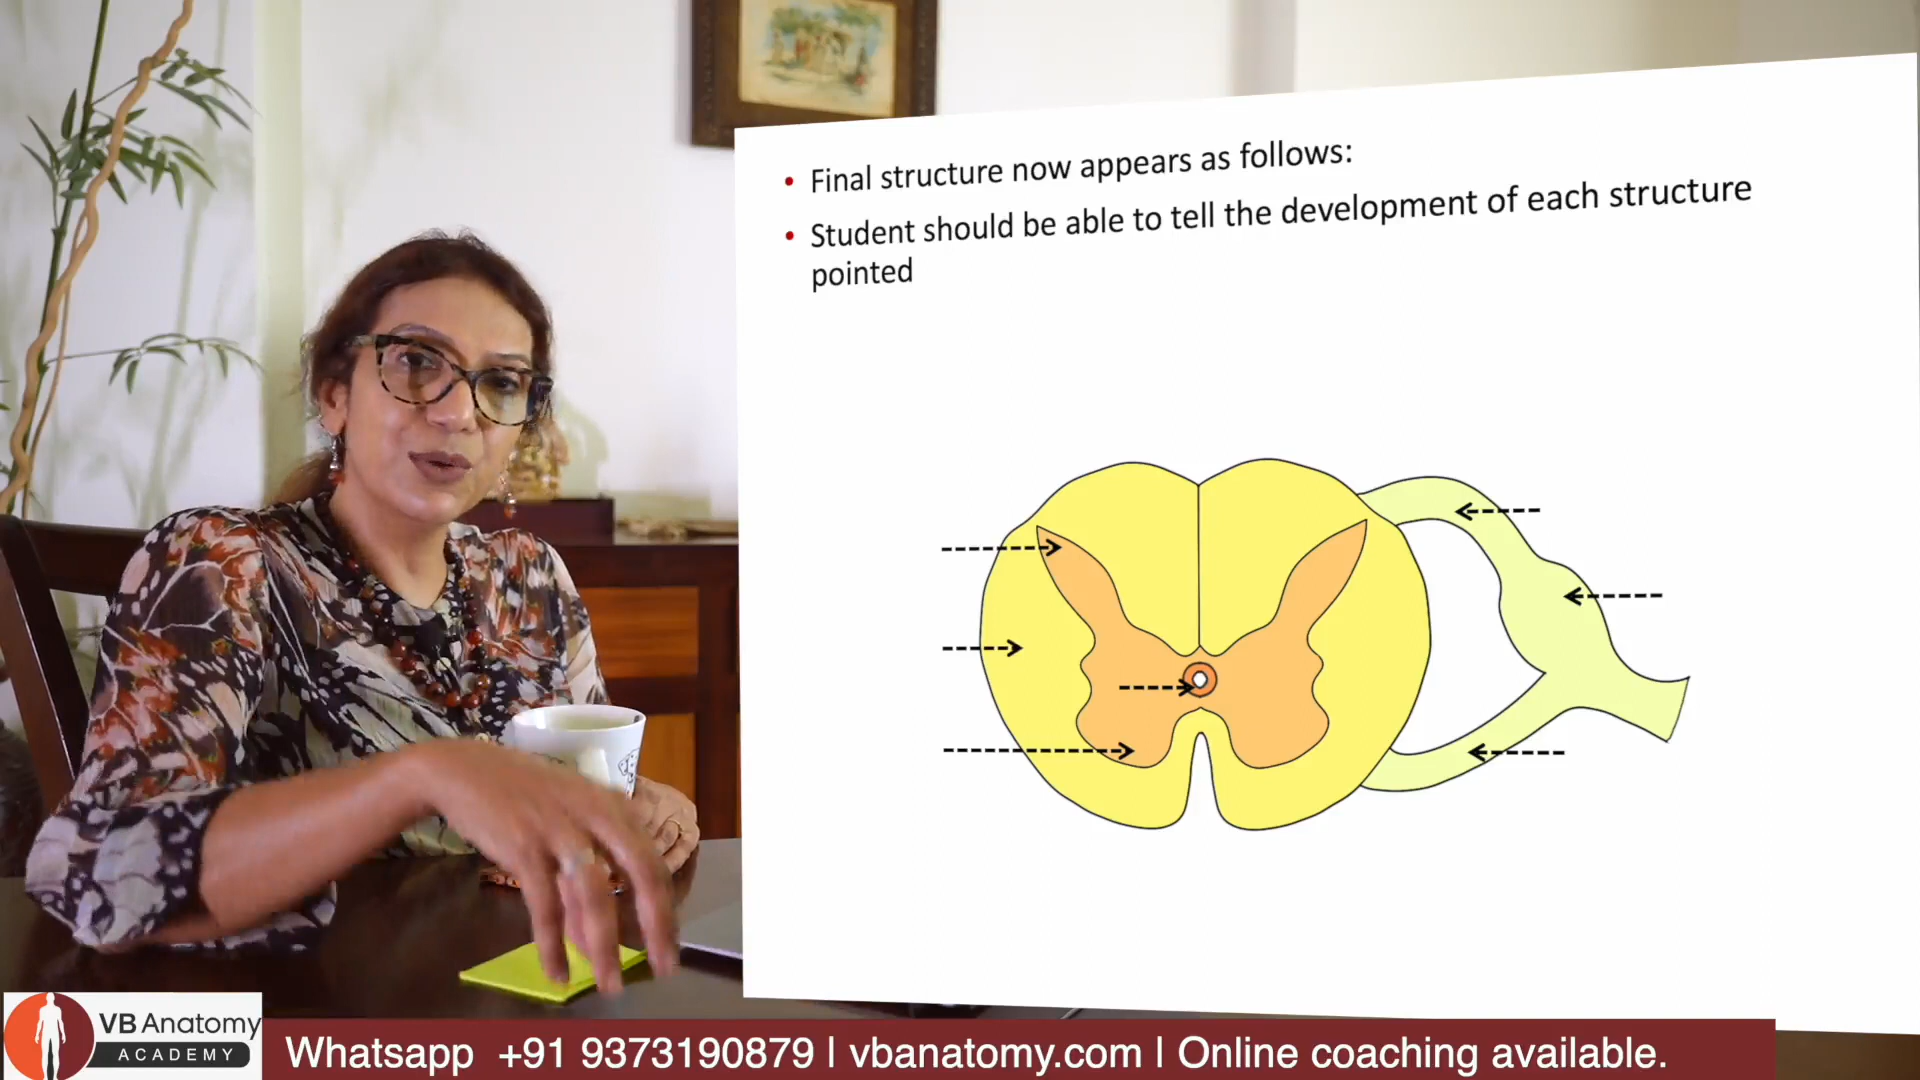 • Final structure now appears as follows:
• Student should be able to tell the development of each structure
pointed
VB Anatomy
ACADEMY
Whatsapp +91 9373190879 | vbanatomy.com | Online coaching available.